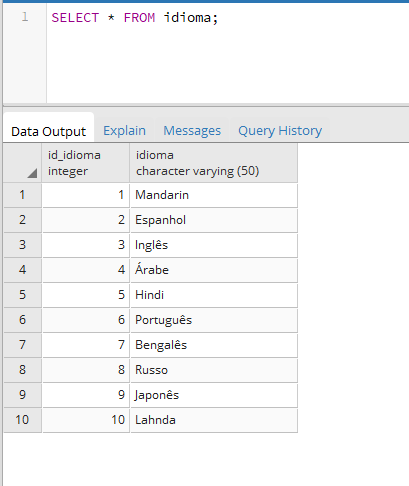 1 SELECT * FROM idioma;
Data Output Explain Messages Query History
id_idioma idioma
integer character varying (50)
1 1 Mandarin
2 2 Espanhol
3 3 Inglês
4 4 Árabe
5 5 Hindi
6 6 Português
7 7 Bengalês
8 8 Russo
9 9 Japonês
10 10 Lahnda